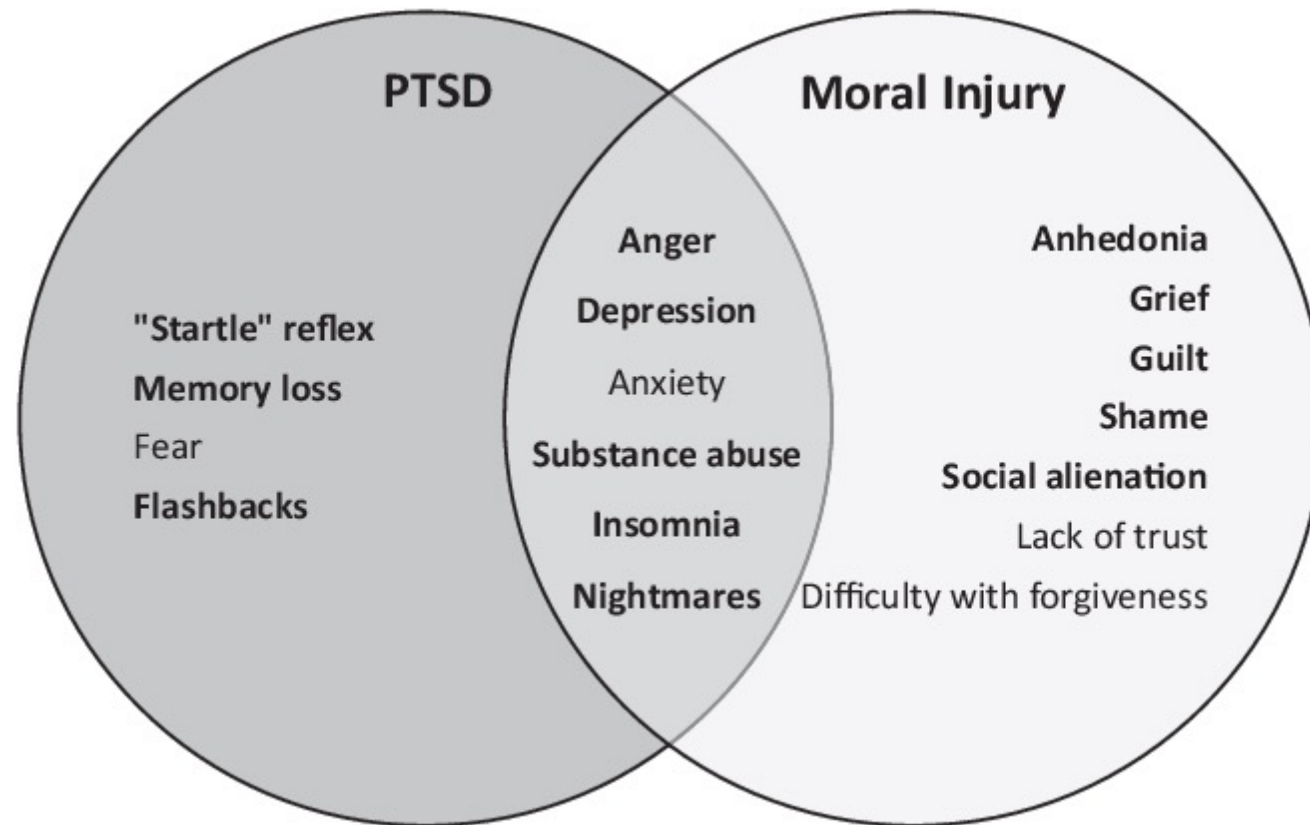 PTSD
Moral Injury
"Startle" reflex
Memory loss
Fear
Flashbacks
Anger
Depression
Anxiety
Substance abuse
Insomnia
Nightmares
Anhedonia
Grief
Guilt
Shame
Social alienation
Lack of trust
Difficulty with forgiveness